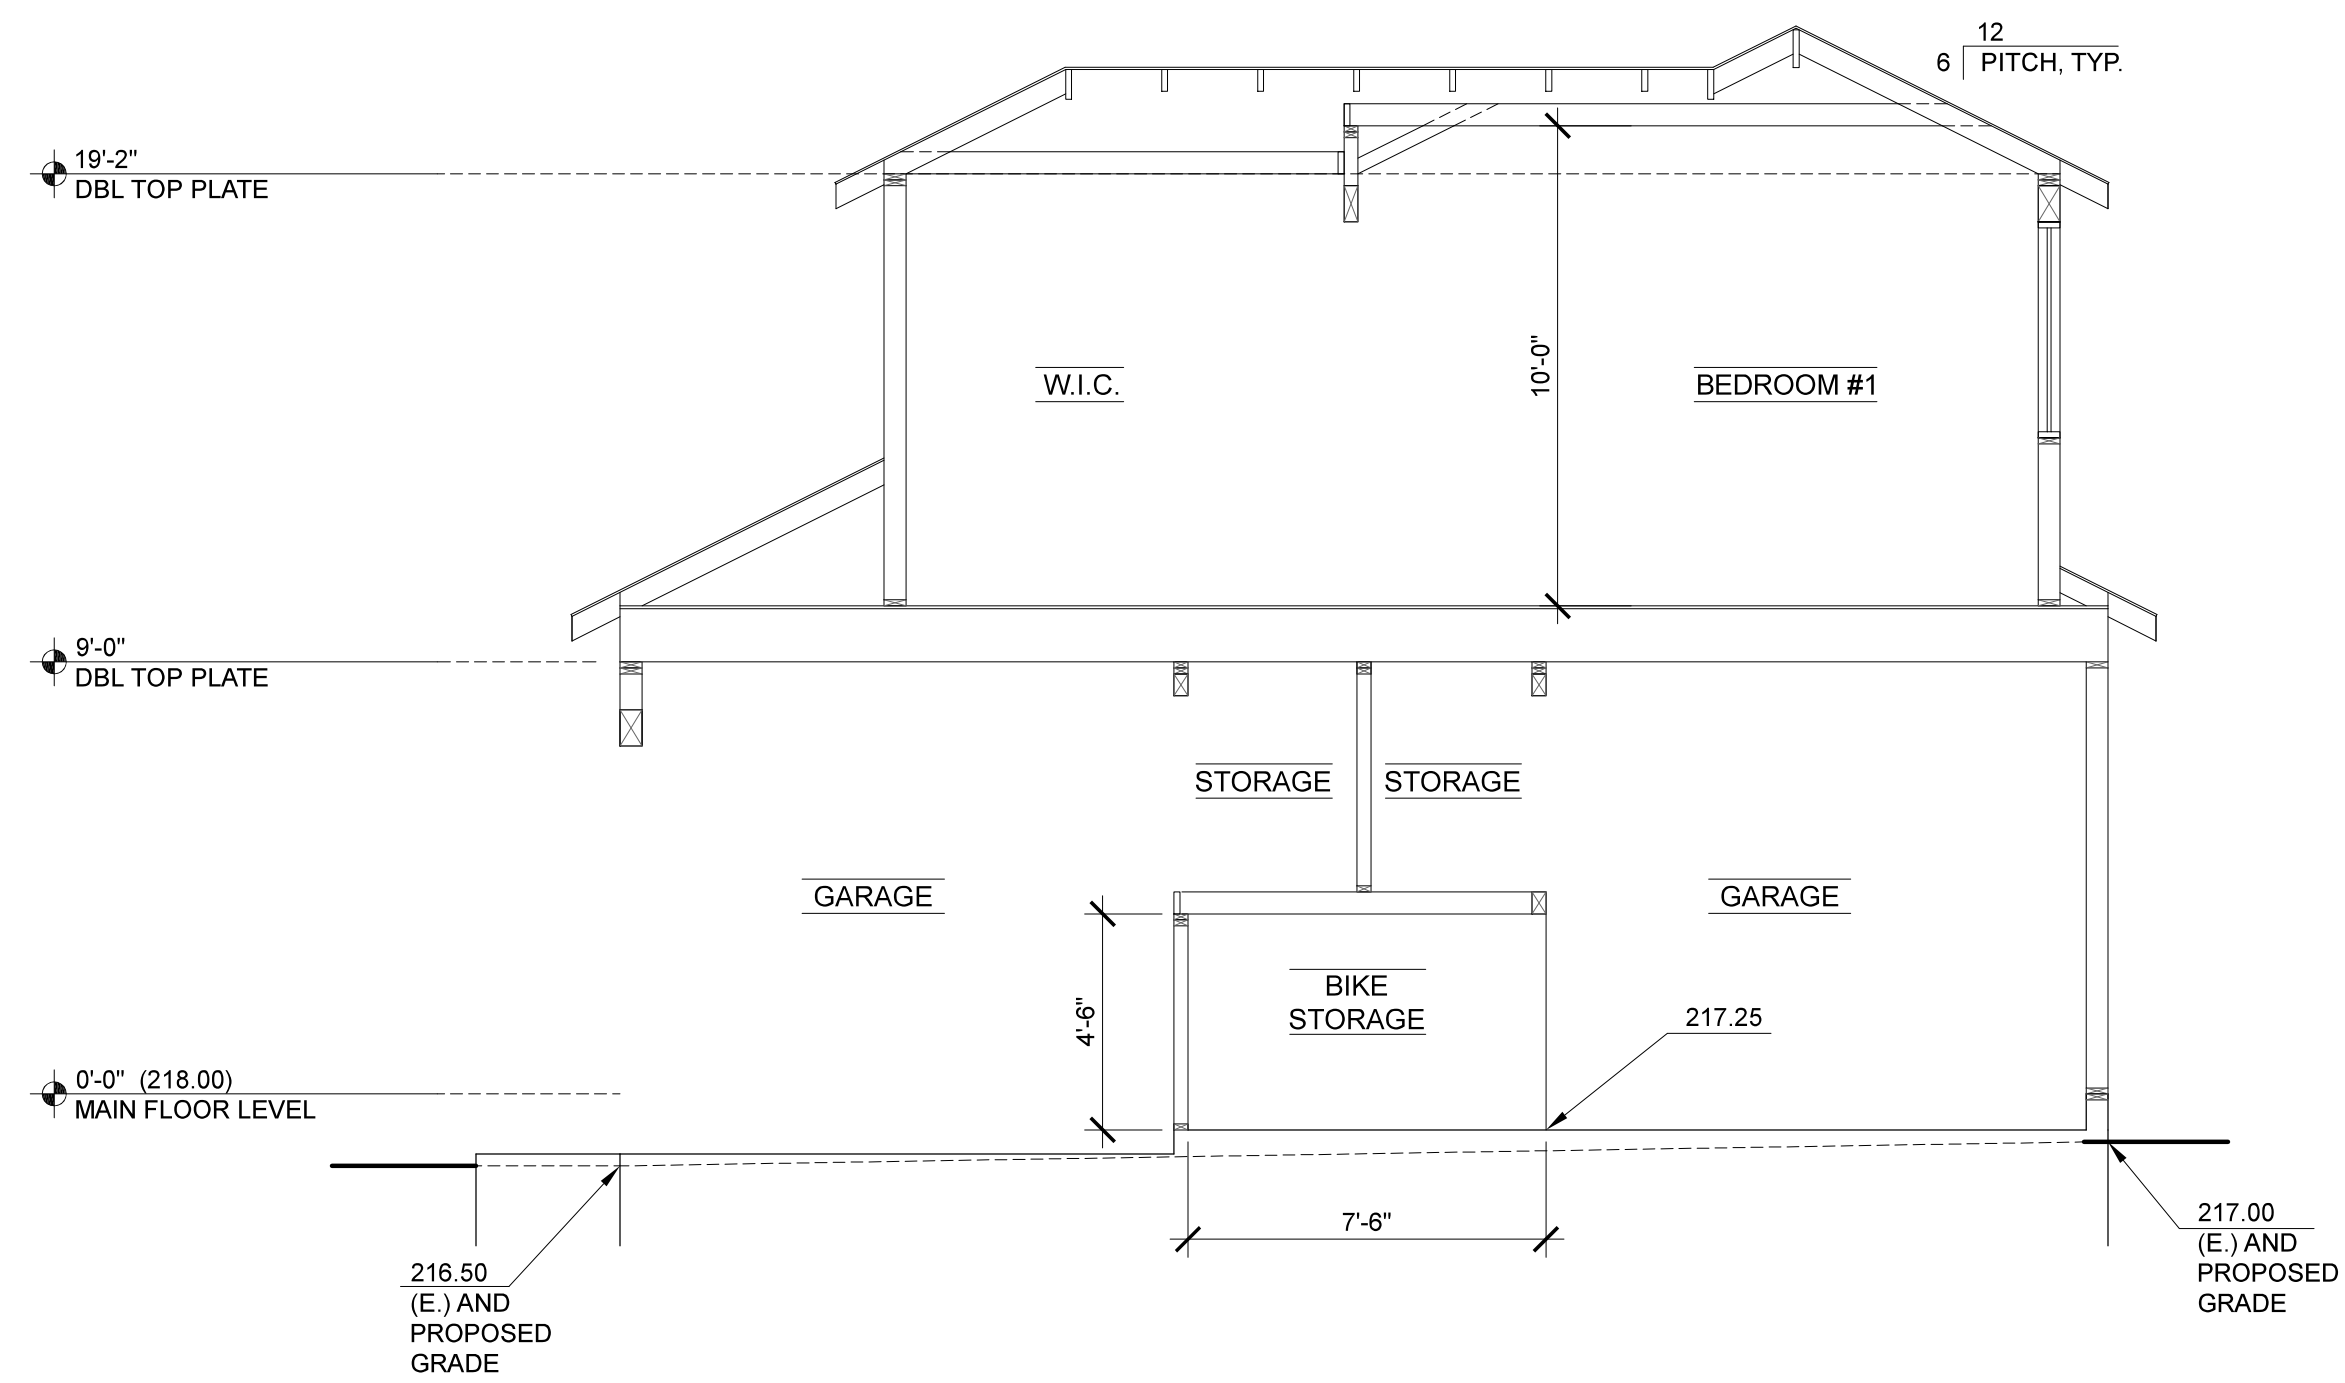 12
6 PITCH, TYP.
19'-2"
DBL TOP PLATE
10'-0"
W.I.C.
BEDROOM #1
9'-0"
DBL TOP PLATE
STORAGE
STORAGE
GARAGE
GARAGE
BIKE
STORAGE
4'-6"
217.25
0'-0" (218.00)
MAIN FLOOR LEVEL
7'-6"
216.50
(E.) AND
PROPOSED
GRADE
217.00
(E.) AND
PROPOSED
GRADE